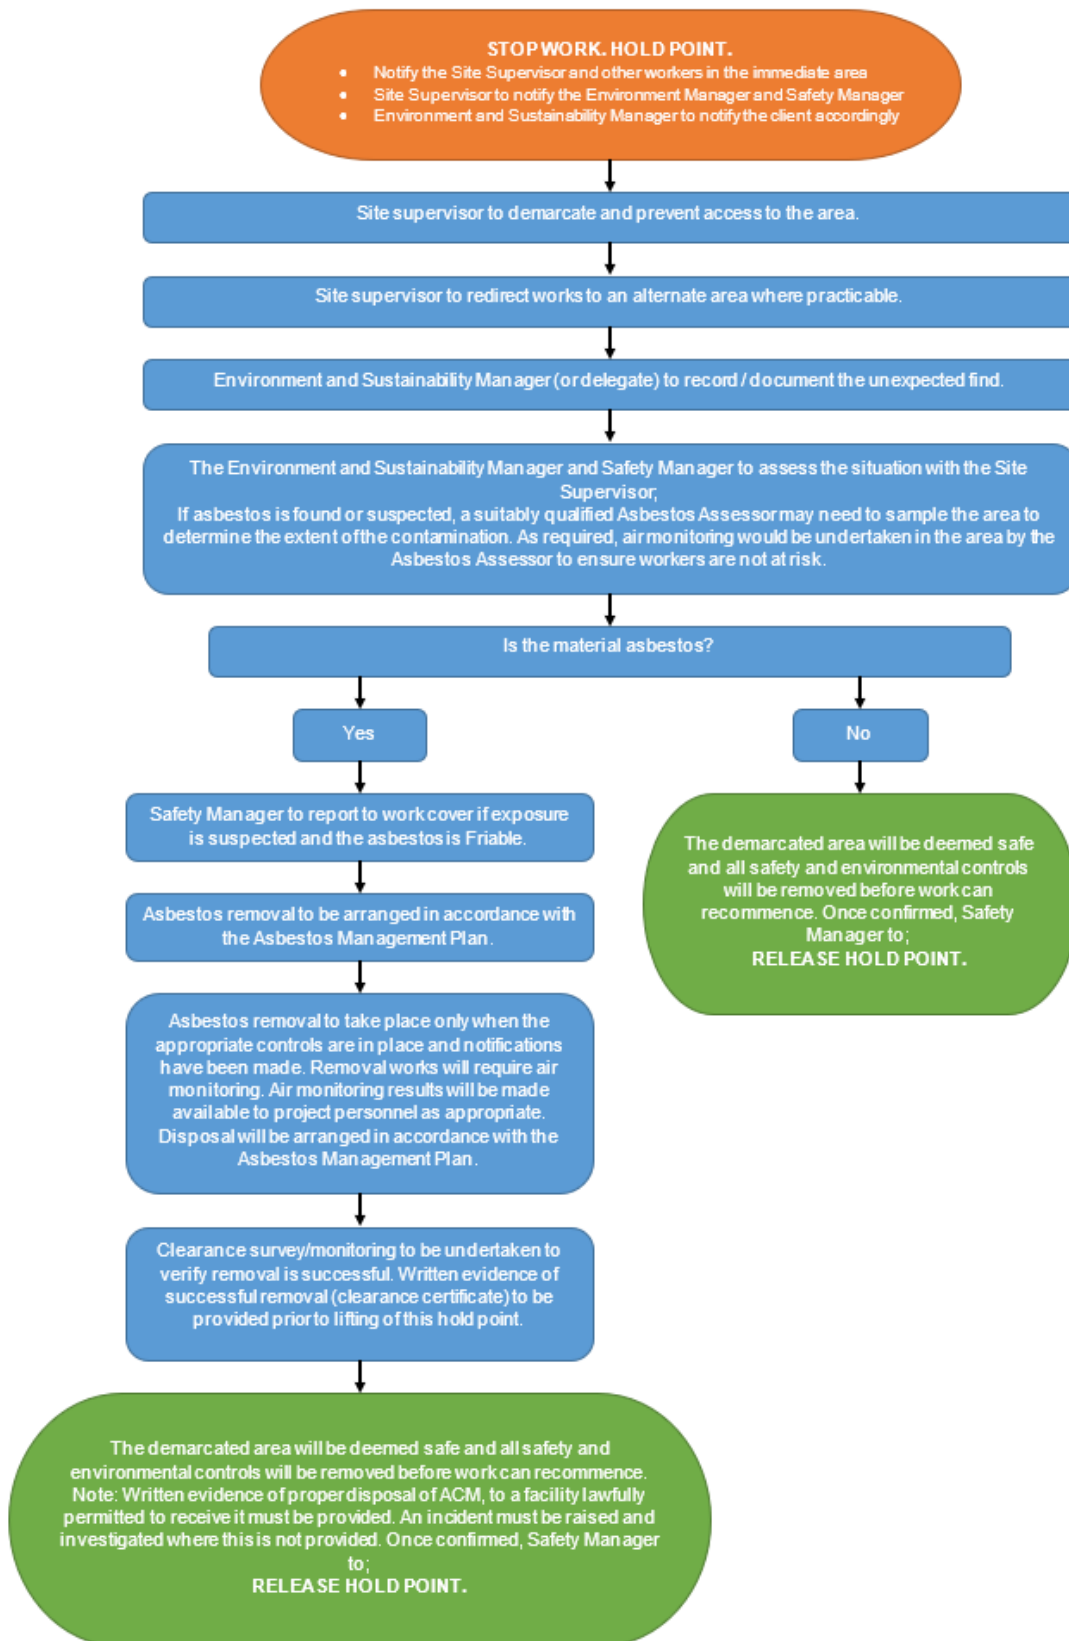 STOP WORK. HOLD POINT.
• Notify the Site Supervisor and other workers in the immediate area
• Site Supervisor to notify the Environment Manager and Safety Manager
• Environment and Sustainability Manager to notify the client accordingly
Site supervisor to demarcate and prevent access to the area.
Site supervisor to redirect works to an alternate area where practicable.
Environment and Sustainability Manager (or delegate) to record / document the unexpected find.
The Environment and Sustainability Manager and Safety Manager to assess the situation with the Site
Supervisor;
If asbestos is found or suspected, a suitably qualified Asbestos Assessor may need to sample the area to
determine the extent of the contamination. As required, air monitoring would be undertaken in the area by the
Asbestos Assessor to ensure workers are not at risk.
Is the material asbestos?
Yes
No
Safety Manager to report to work cover if exposure
is suspected and the asbestos is Friable.
Asbestos removal to be arranged in accordance with
the Asbestos Management Plan.
Asbestos removal to take place only when the
appropriate controls are in place and notifications
have been made. Removal works will require air
monitoring. Air monitoring results will be made
available to project personnel as appropriate.
Disposal will be arranged in accordance with the
Asbestos Management Plan.
Clearance survey/monitoring to be undertaken to
verify removal is successful. Written evidence of
successful removal (clearance certificate) to be
provided prior to lifting of this hold point.
The demarcated area will be deemed safe and all safety and
environmental controls will be removed before work can recommence.
Note: Written evidence of proper disposal of ACM, to a facility lawfully
permitted to receive it must be provided. An incident must be raised and
investigated where this is not provided. Once confirmed, Safety Manager
to;
RELEASE HOLD POINT.
The demarcated area will be deemed safe
and all safety and environmental controls
will be removed before work can
recommence. Once confirmed, Safety
Manager to;
RELEASE HOLD POINT.